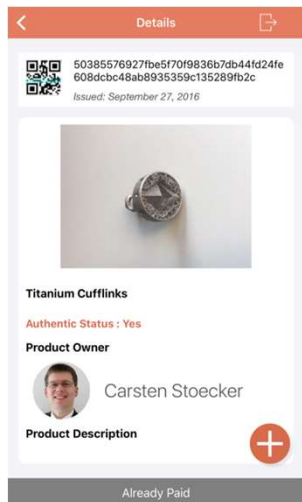 Details
50385576927fbe5f70f9836b7db44fd24fe
608dcbc48ab8935359c135289fb2c
Issued: September 27, 2016
Titanium Cufflinks
Authentic Status : Yes
Product Owner
Carsten Stoecker
Product Description
Already Paid